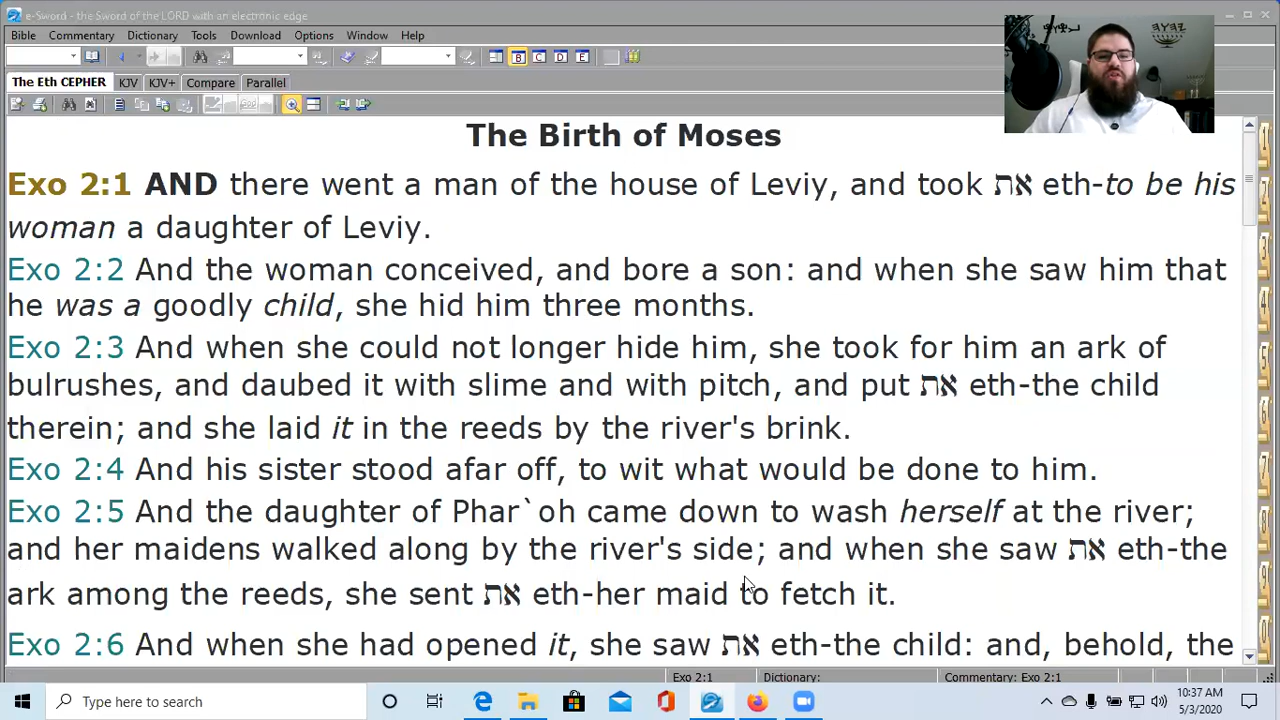 e-Sword - the Sword of the LORD with an electronic edge
Bible Commentary Dictionary Tools Download Options Window Help
B C D E
The Eth CEPHER KJV KJV+ Compare Parallel
The Birth of Moses
Exo 2:1 AND there went a man of the house of Leviy, and took את eth-to be his
woman a daughter of Leviy.
Exo 2:2 And the woman conceived, and bore a son: and when she saw him that
he was a goodly child, she hid him three months.
Exo 2:3 And when she could not longer hide him, she took for him an ark of
bulrushes, and daubed it with slime and with pitch, and put את eth-the child
therein; and she laid it in the reeds by the river's brink.
Exo 2:4 And his sister stood afar off, to wit what would be done to him.
Exo 2:5 And the daughter of Phar`oh came down to wash herself at the river;
and her maidens walked along by the river's side; and when she saw את eth-the
ark among the reeds, she sent את eth-her maid to fetch it.
Exo 2:6 And when she had opened it, she saw את eth-the child: and, behold, the
Exo 2:1 Dictionary: Commentary: Exo 2:1
Type here to search
10:37 AM
5/3/2020